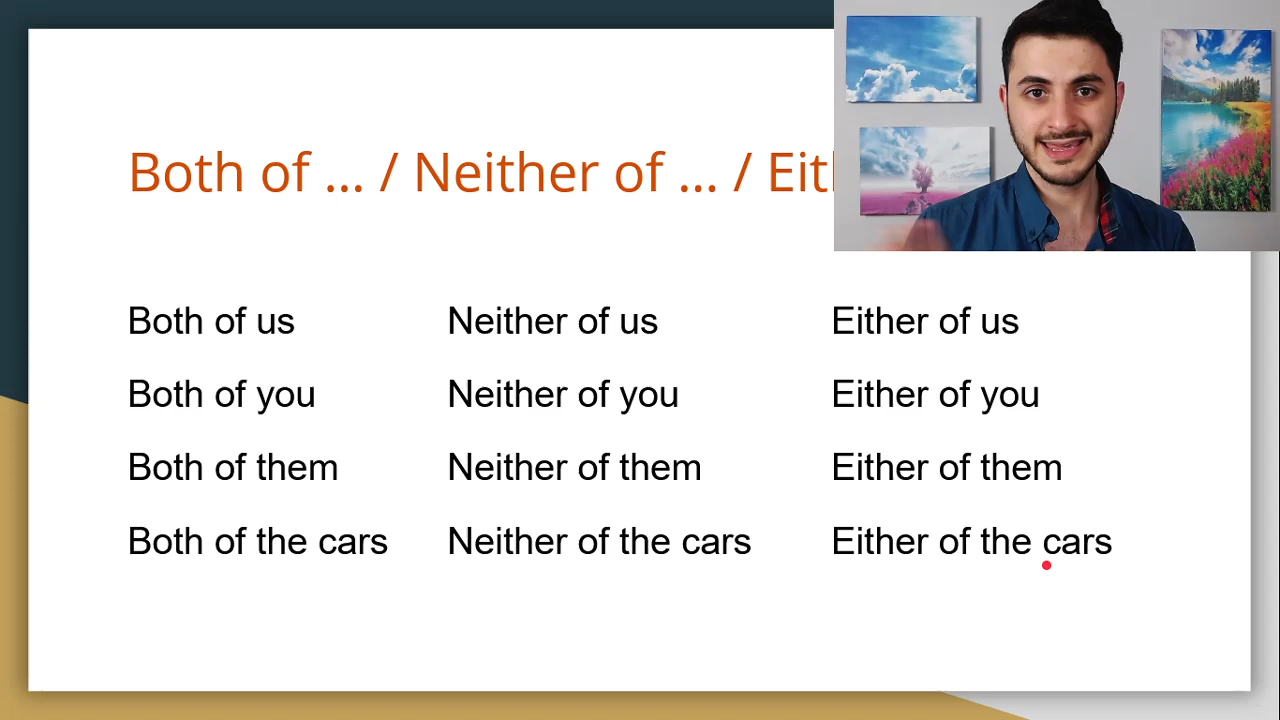 Both of ... / Neither of ... / Eit
Both of us Neither of us Either of us
Both of you Neither of you Either of you
Both of them Neither of them Either of them
Both of the cars Neither of the cars Either of the cars